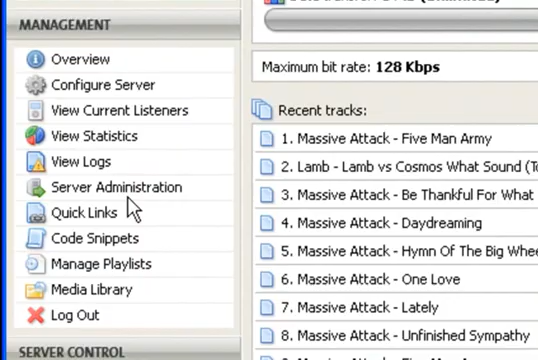 MANAGEMENT
Overview
Configure Server
View Current Listeners
View Statistics
View Logs
Server Administration
Quick Links
Code Snippets
Manage Playlists
Media Library
Log Out
SERVER CONTROL
Maximum bit rate: 128 Kbps
Recent tracks:
1. Massive Attack - Five Man Army
2. Lamb - Lamb vs Cosmos What Sound
3. Massive Attack - Be Thankful For What
4. Massive Attack - Daydreaming
5. Massive Attack - Hymn Of The Big
6. Massive Attack - One Love
7. Massive Attack - Lately
8. Massive Attack - Unfinished Sympathy